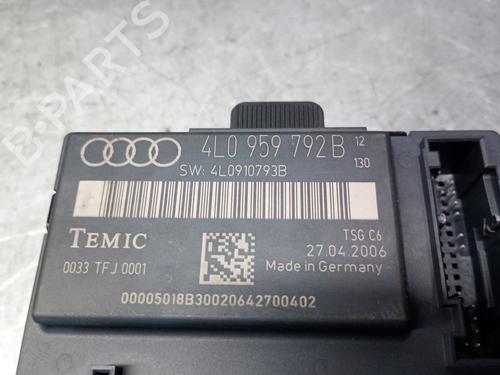 4L0 959 792B 12
130
SW: 4L0910793B
TEMIC
TSG C6
27.04.2006
0033 TFJ 0001
Made in Germany
00005018B30020642700402
B-Parts